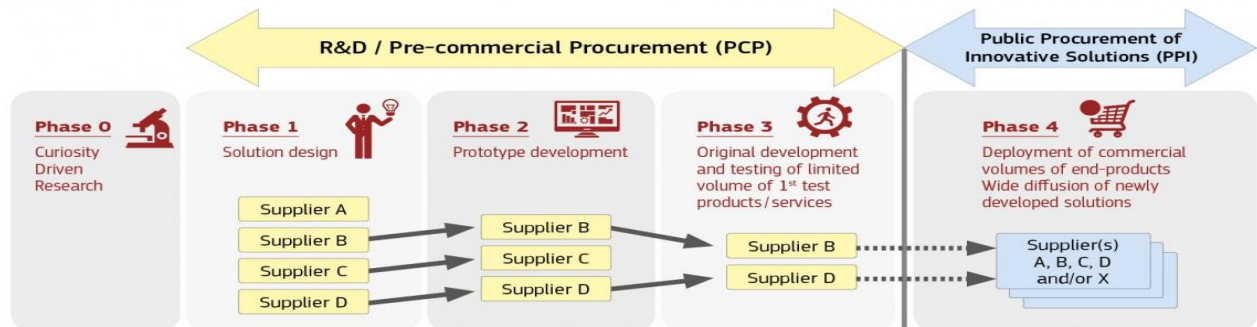 R&D / Pre-commercial Procurement (PCP)
Public Procurement of
Innovative Solutions (PPI)
Phase 0
Curiosity
Driven
Research
Phase 1
Solution design
Supplier A
Supplier B
Supplier C
Supplier D
Phase 2
Prototype development
Supplier B
Supplier C
Supplier D
Phase 3
Original development
and testing of limited
volume of 1st test
products/services
Supplier B
Supplier D
Phase 4
Deployment of commercial
volumes of end-products
Wide diffusion of newly
developed solutions
Supplier(s)
A, B, C, D
and/or X